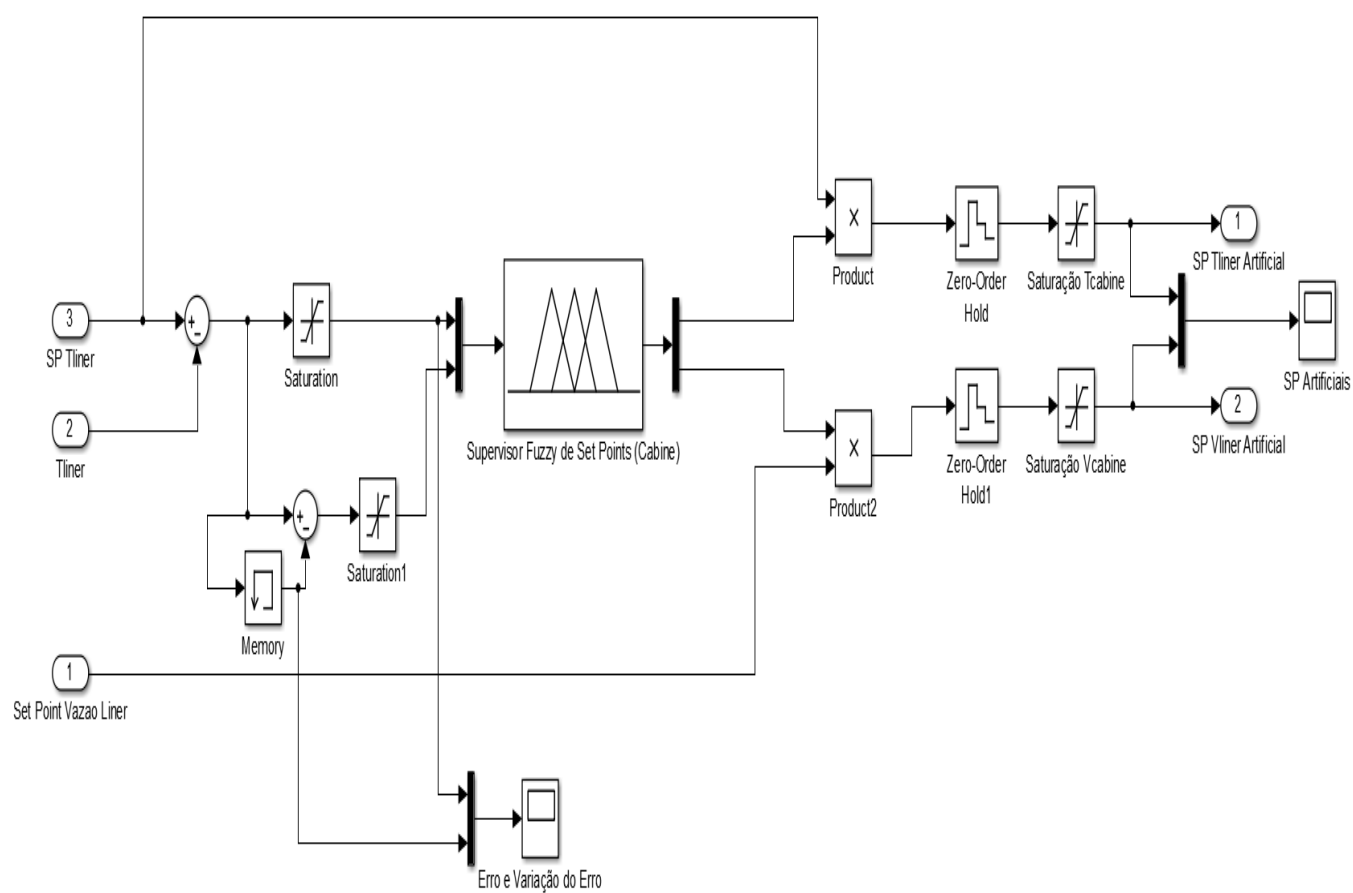 ×
Product
Zero-Order
Hold
Saturação Tcabine
1
SP Tliner Artificial
3
SP Tliner
+
−
Saturation
Supervisor Fuzzy de Set Points (Cabine)
SP Artificiais
2
Tliner
×
Product2
Zero-Order
Hold1
Saturação Vcabine
2
SP Vliner Artificial
+
−
Saturation1
Memory
1
Set Point Vazao Liner
Erro e Variação do Erro